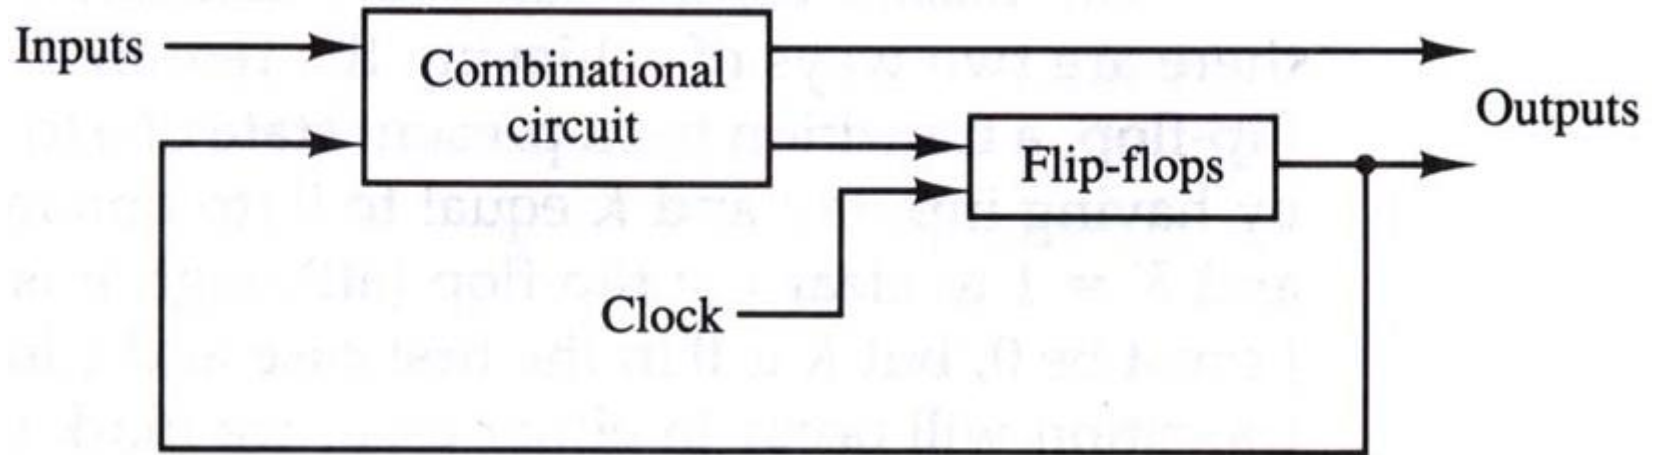 Inputs
Combinational
circuit
Outputs
Flip-flops
Clock